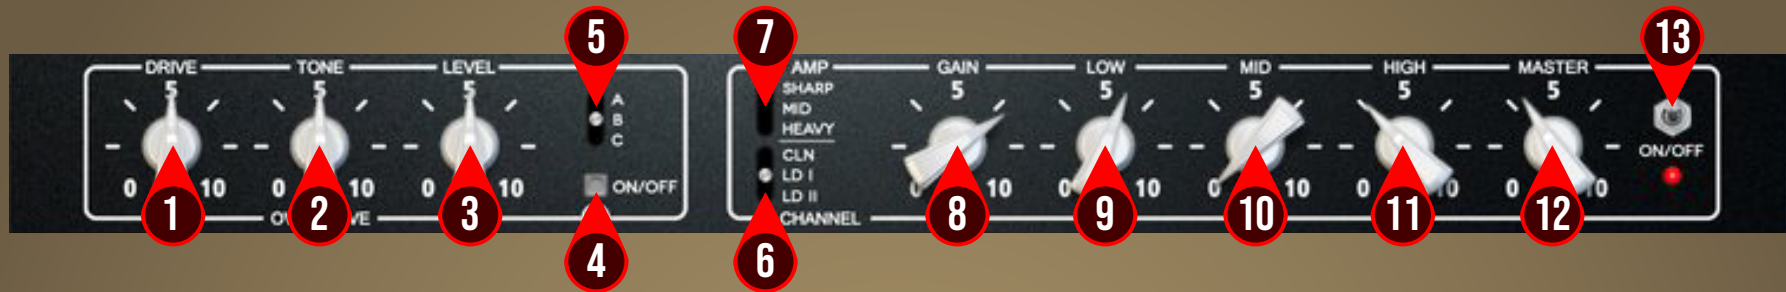 5 7 13
DRIVE TONE LEVEL AMP GAIN LOW MID HIGH MASTER
5 5 5 A SHARP 5 5 5 5 5
B MID
C HEAVY
CLN ON/OFF
0 10 0 10 0 10 ON/OFF LD I 0 10 0 10 0 10 10 10
LD II
1 2 3 8 9 10 11 12
CHANNEL
4 6